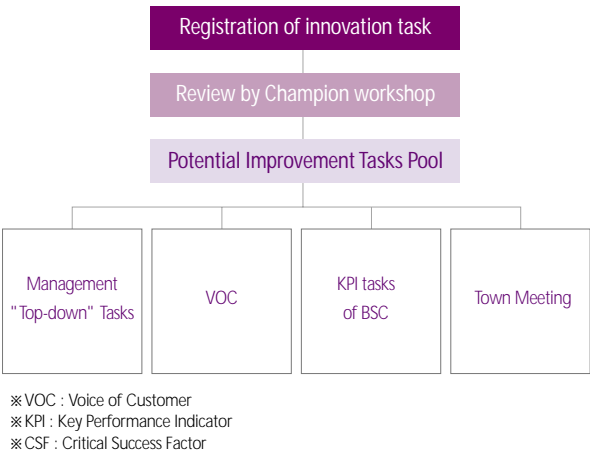 Registration of innovation task
Review by Champion workshop
Potential Improvement Tasks Pool
Management
"Top-down" Tasks
VOC
KPI tasks
of BSC
Town Meeting
※ VOC : Voice of Customer
※ KPI : Key Performance Indicator
※ CSF : Critical Success Factor